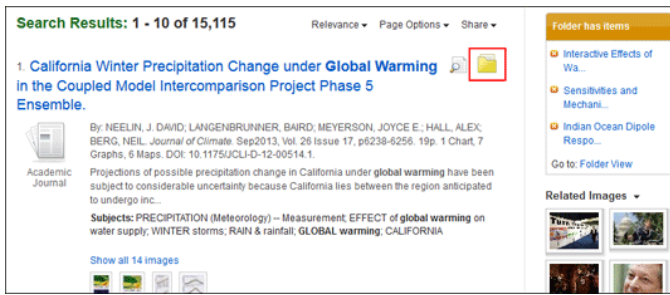 Search Results: 1 - 10 of 15,115
Relevance Page Options Share
1. California Winter Precipitation Change under Global Warming
in the Coupled Model Intercomparison Project Phase 5
Ensemble.
By: NEELIN, J. DAVID; LANGENBRUNNER, BAIRD; MEYERSON, JOYCE E.; HALL, ALEX;
BERG, NEIL. Journal of Climate. Sep2013, Vol. 26 Issue 17, p6238-6256. 19p. 1 Chart, 7
Graphs, 6 Maps. DOI: 10.1175/JCLI-D-12-00514.1.
Academic
Journal
Projections of possible precipitation change in California under global warming have been
subject to considerable uncertainty because California lies between the region anticipated
to undergo inc...
Subjects: PRECIPITATION (Meteorology) -- Measurement; EFFECT of global warming on
water supply; WINTER storms; RAIN & rainfall; GLOBAL warming; CALIFORNIA
Show all 14 images
Folder has items
Interactive Effects of
Wa...
Sensitivities and
Mechani...
Indian Ocean Dipole
Respo...
Go to: Folder View
Related Images